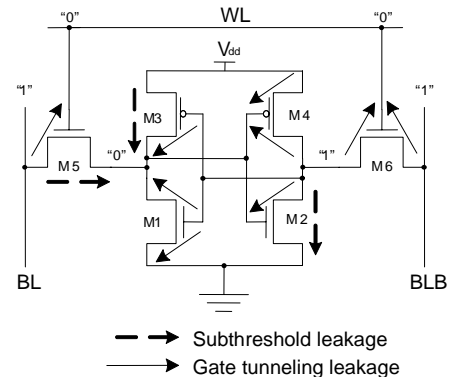 "0" WL "0"
Vdd
"1" "1"
M3 M4
"0" "1"
M5 M6
M1 M2
BL BLB
Subthreshold leakage
Gate tunneling leakage